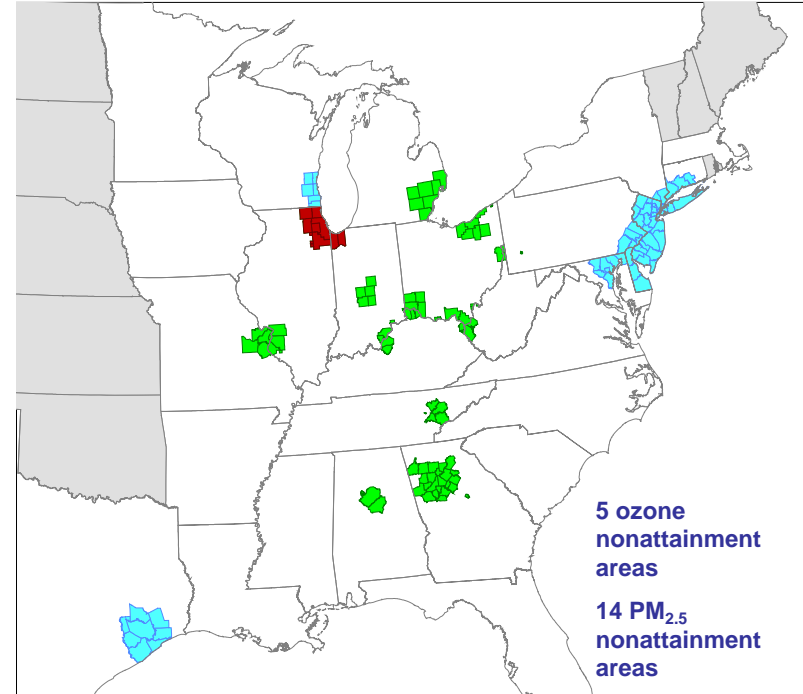 5 ozone
nonattainment
areas
14 PM₂.₅
nonattainment
areas